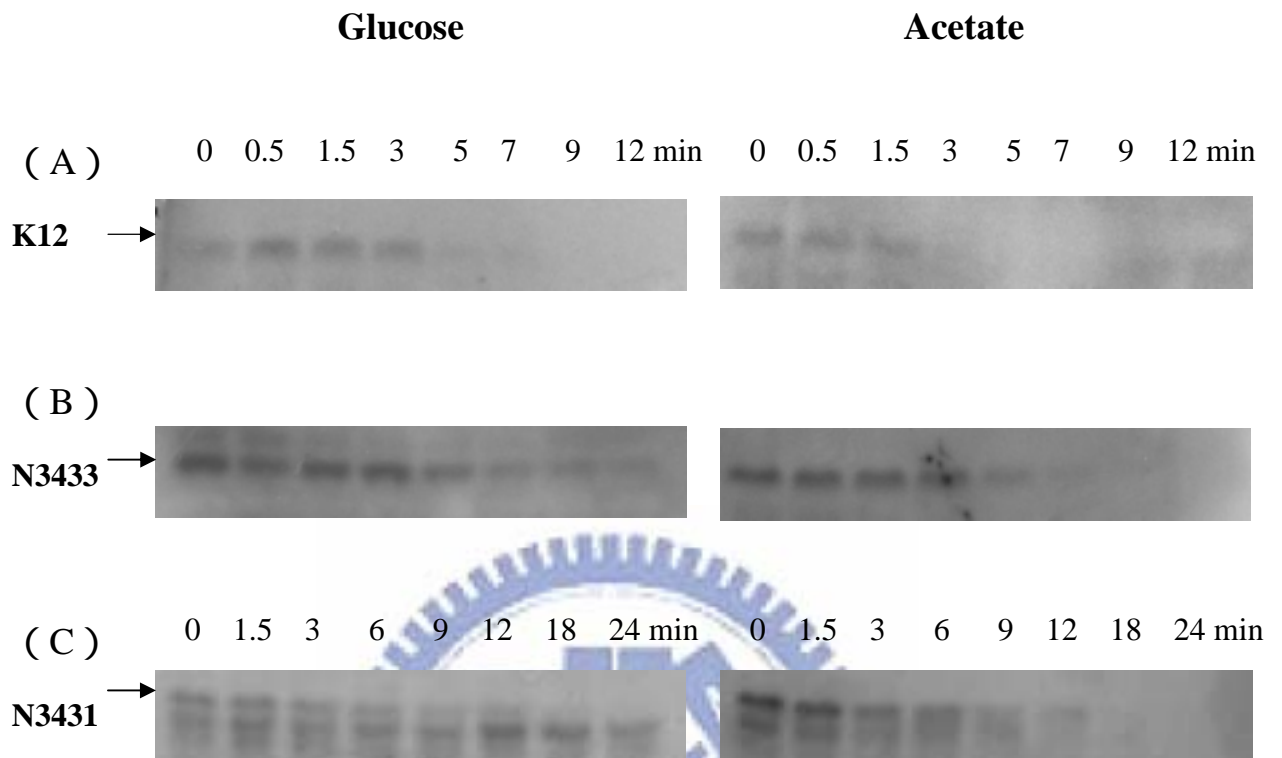 Glucose Acetate
( A ) 0 0.5 1.5 3 5 7 9 12 min 0 0.5 1.5 3 5 7 9 12 min
K12
( B )
N3433
( C ) 0 1.5 3 6 9 12 18 24 min 0 1.5 3 6 9 12 18 24 min
N3431